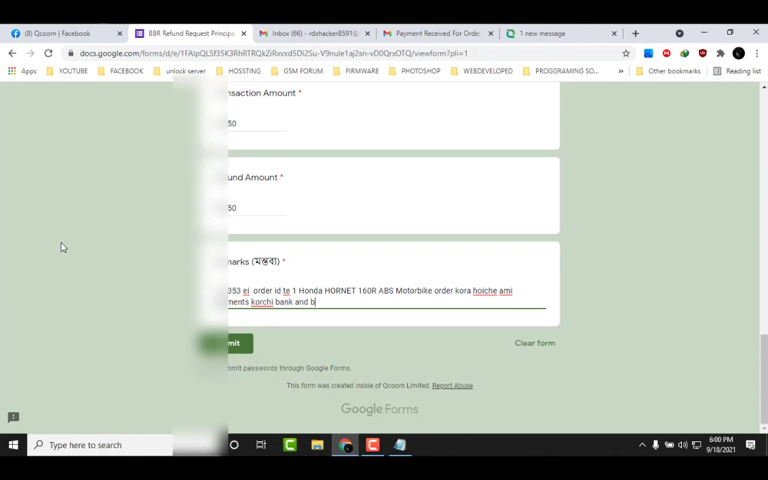 (8) Qcoom | Facebook
BBR Refund Request Principe
Inbox (66) - rdxhacker8591@
Payment Received For Order
1 new message
docs.google.com/forms/d/e/1FAIpQLSf35K3RhRTRQkZiRxvxd5DI2Su-V9nule1aj2sn-vD0QrxOTQ/viewform?pli=1
Apps
YOUTUBE
FACEBOOK
unlock server
HOSSTING
GSM FORUM
FIRMWARE
PHOTOSHOP
WEBDEVELOPED
PROGGRAMING SO...
»
Other bookmarks
Reading list
nsaction Amount *
50
und Amount *
50
marks (মন্তব্য) *
353 ei order id te 1 Honda HORNET 160R ABS Motorbike order kora hoiche ami
ments korchi bank and b
mit
Clear form
omit passwords through Google Forms.
This form was created inside of Qcoom Limited. Report Abuse
Google Forms
Type here to search
6:00 PM
9/18/2021